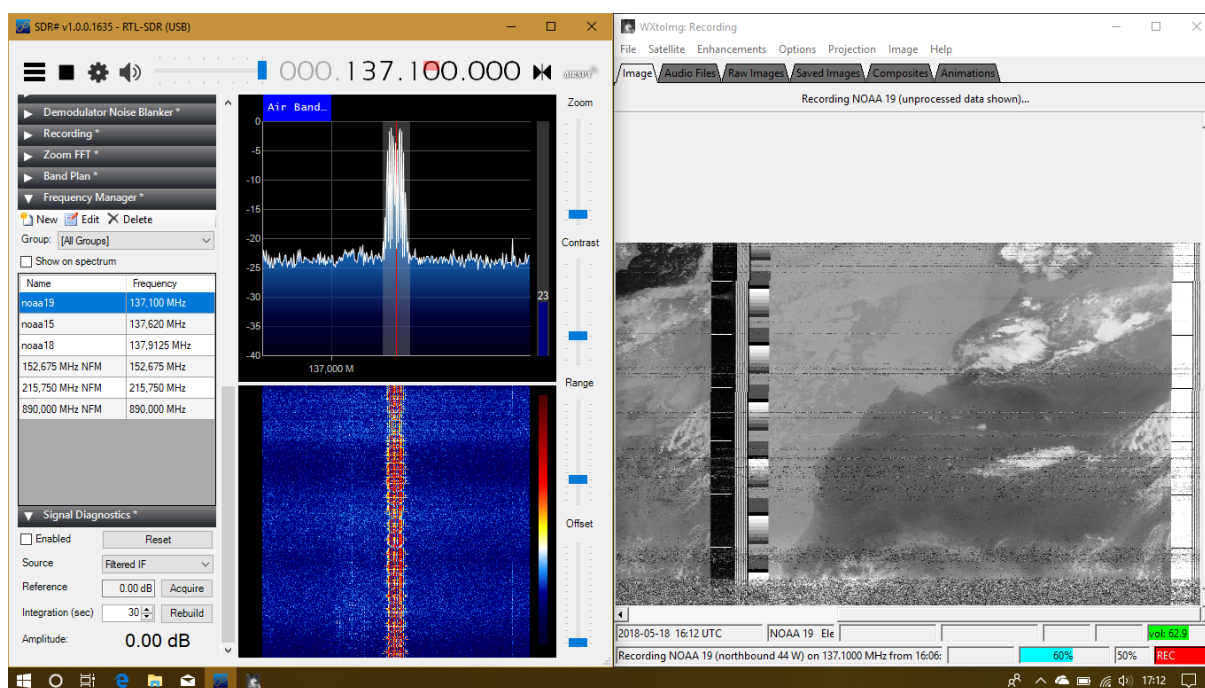 SDR# v1.0.0.1635 - RTL-SDR (USB)
000.137.100.000
AIRSPY
Demodulator Noise Blanker *
Recording *
Zoom FFT *
Band Plan *
Frequency Manager *
New Edit Delete
Group: [All Groups]
Show on spectrum
Name Frequency
noaa19 137,100 MHz
noaa15 137,620 MHz
noaa18 137,9125 MHz
152,675 MHz NFM 152,675 MHz
215,750 MHz NFM 215,750 MHz
890,000 MHz NFM 890,000 MHz
Signal Diagnostics *
Enabled Reset
Source Filtered IF
Reference 0.00 dB Acquire
Integration (sec) 30 Rebuild
Amplitude: 0.00 dB
Air Band…
0
-5
-10
-15
-20
-25
-30
-35
-40
23
137,000 M
Zoom
Contrast
Range
Offset
WXtoImg: Recording
File Satellite Enhancements Options Projection Image Help
Image Audio Files Raw Images Saved Images Composites Animations
Recording NOAA 19 (unprocessed data shown)...
2018-05-18 16:12 UTC NOAA 19 Ele vol: 62.9
Recording NOAA 19 (northbound 44 W) on 137.1000 MHz from 16:06: 60% 50% REC
17:12